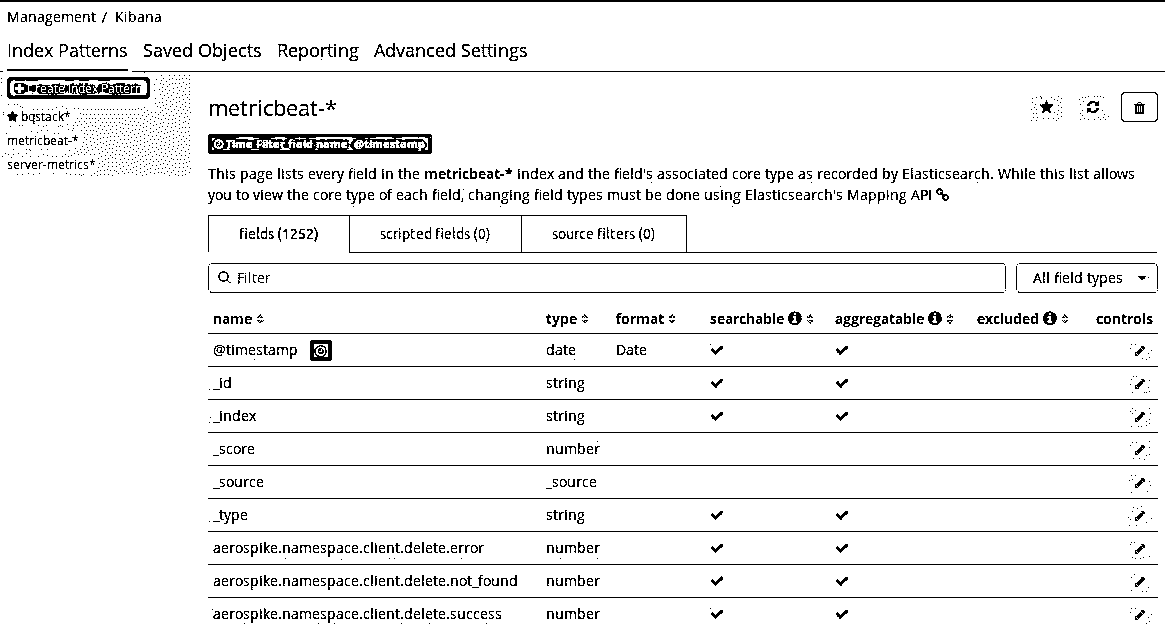 Management / Kibana
Index Patterns Saved Objects Reporting Advanced Settings
Create Index Pattern
bqstack*
metricbeat-*
server-metrics*
metricbeat-*
Time Filter field name: @timestamp
This page lists every field in the metricbeat-* index and the field's associated core type as recorded by Elasticsearch. While this list allows
you to view the core type of each field, changing field types must be done using Elasticsearch's Mapping API
fields (1252) scripted fields (0) source filters (0)
Filter All field types
name type format searchable aggregatable excluded controls
@timestamp date Date
_id string
_index string
_score number
_source _source
_type string
aerospike.namespace.client.delete.error number
aerospike.namespace.client.delete.not_found number
aerospike.namespace.client.delete.success number